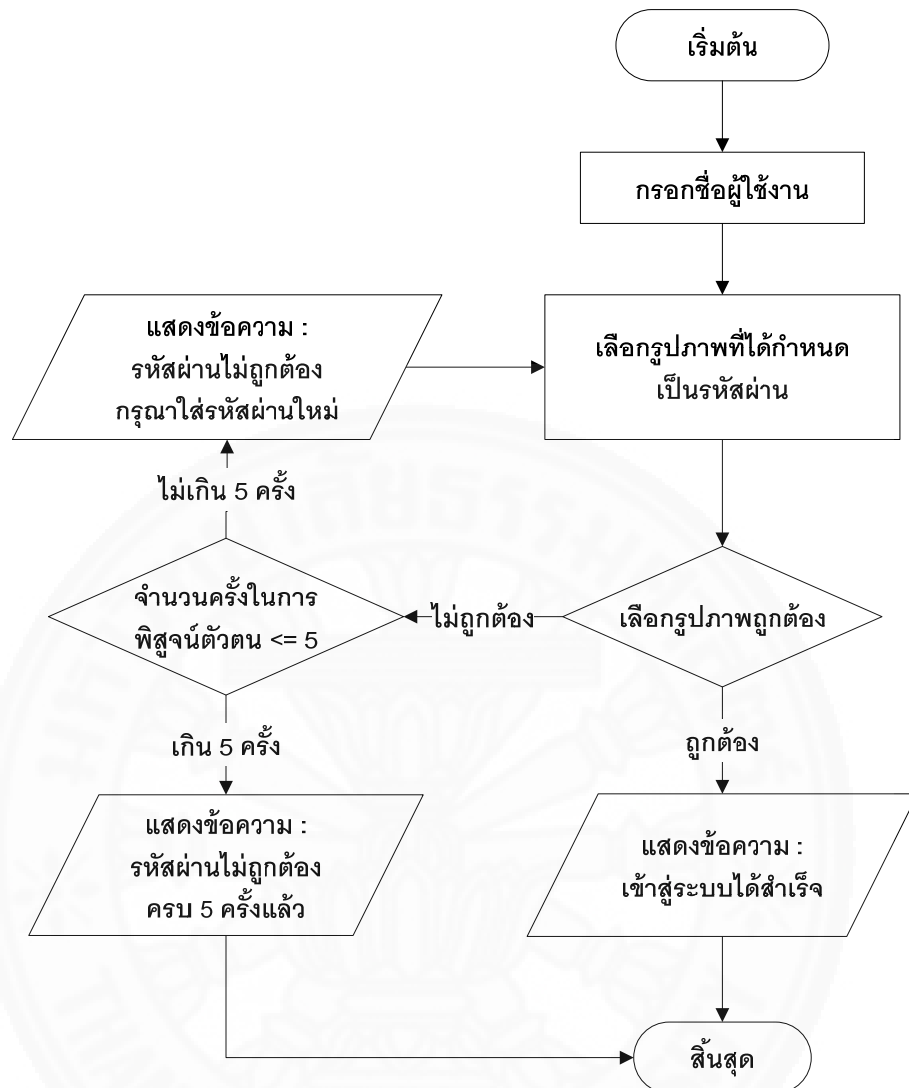 เริ่มต้น
กรอกชื่อผู้ใช้งาน
เลือกรูปภาพที่ได้กำหนด
เป็นรหัสผ่าน
แสดงข้อความ :
รหัสผ่านไม่ถูกต้อง
กรุณาใส่รหัสผ่านใหม่
ไม่เกิน 5 ครั้ง
จำนวนครั้งในการ
พิสูจน์ตัวตน <= 5
ไม่ถูกต้อง
เลือกรูปภาพถูกต้อง
เกิน 5 ครั้ง
ถูกต้อง
แสดงข้อความ :
รหัสผ่านไม่ถูกต้อง
ครบ 5 ครั้งแล้ว
แสดงข้อความ :
เข้าสู่ระบบได้สำเร็จ
สิ้นสุด